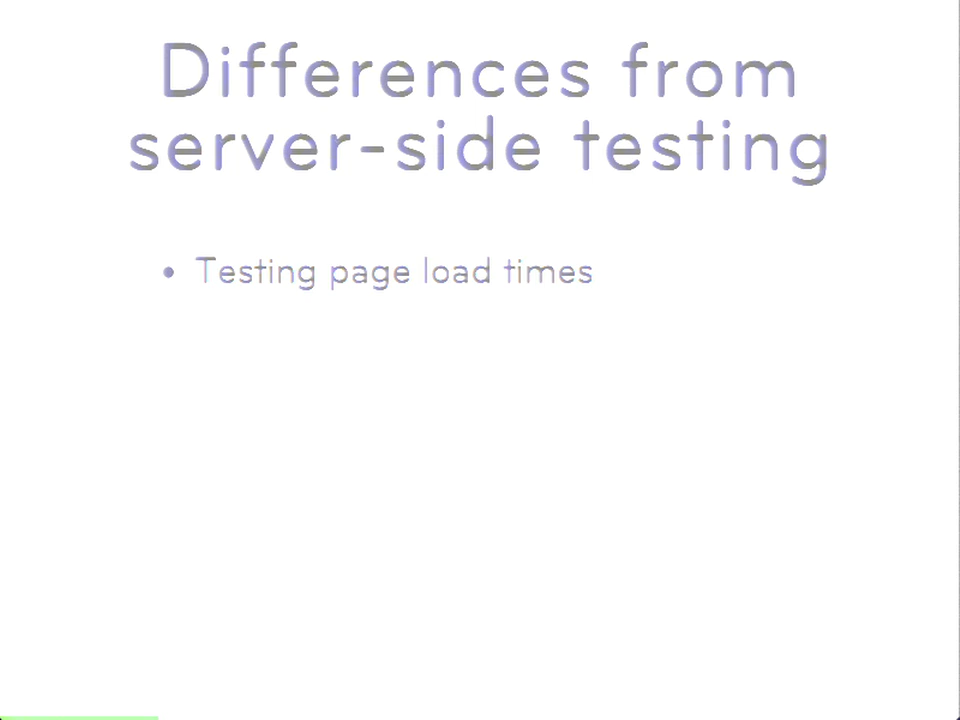 Differences from
server-side testing
• Testing page load times